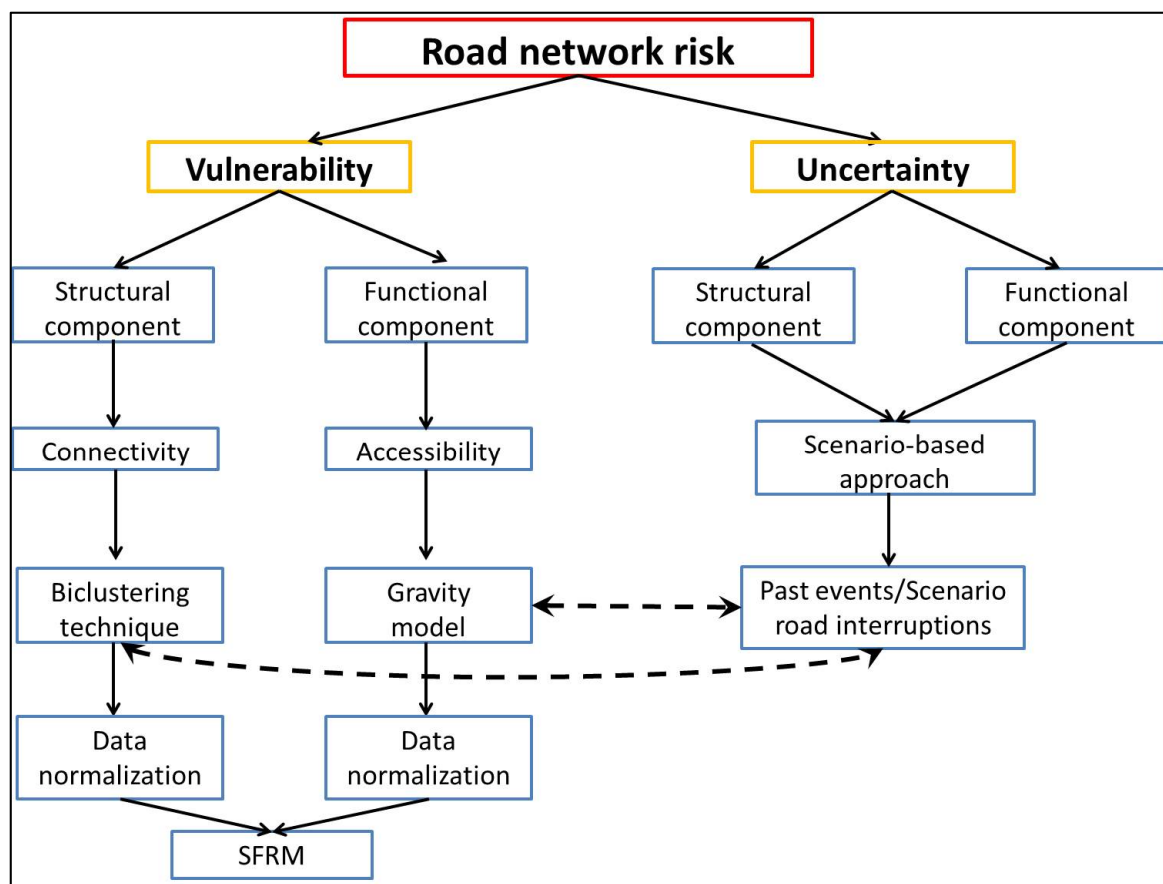 Road network risk
Vulnerability
Uncertainty
Structural
component
Functional
component
Structural
component
Functional
component
Connectivity
Accessibility
Scenario-based
approach
Biclustering
technique
Gravity
model
Past events/Scenario
road interruptions
Data
normalization
Data
normalization
SFRM